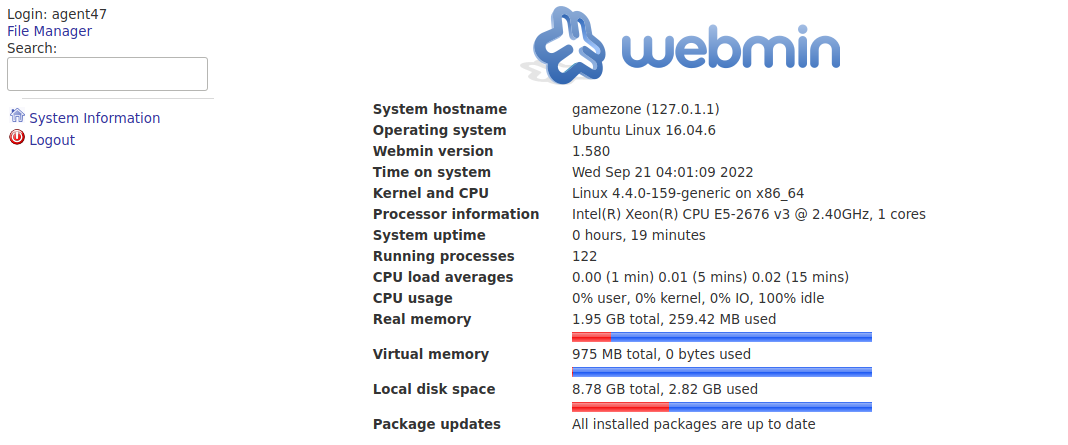 Login: agent47
File Manager
Search:
System Information
Logout
webmin
System hostname gamezone (127.0.1.1)
Operating system Ubuntu Linux 16.04.6
Webmin version 1.580
Time on system Wed Sep 21 04:01:09 2022
Kernel and CPU Linux 4.4.0-159-generic on x86_64
Processor information Intel(R) Xeon(R) CPU E5-2676 v3 @ 2.40GHz, 1 cores
System uptime 0 hours, 19 minutes
Running processes 122
CPU load averages 0.00 (1 min) 0.01 (5 mins) 0.02 (15 mins)
CPU usage 0% user, 0% kernel, 0% IO, 100% idle
Real memory 1.95 GB total, 259.42 MB used
Virtual memory 975 MB total, 0 bytes used
Local disk space 8.78 GB total, 2.82 GB used
Package updates All installed packages are up to date